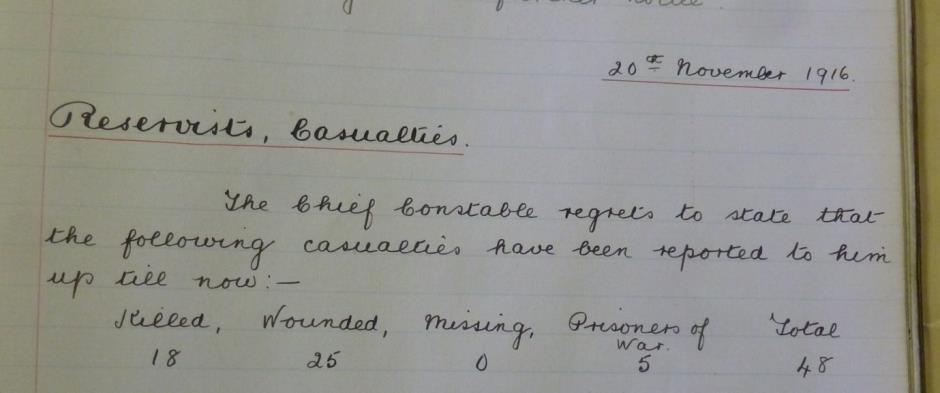 20th November 1916.
Reservists, Casualties.
The Chief Constable regrets to state that
the following casualties have been reported to him
up till now:—
Killed, Wounded, Missing, Prisoners of War. Total
18 25 0 5 48